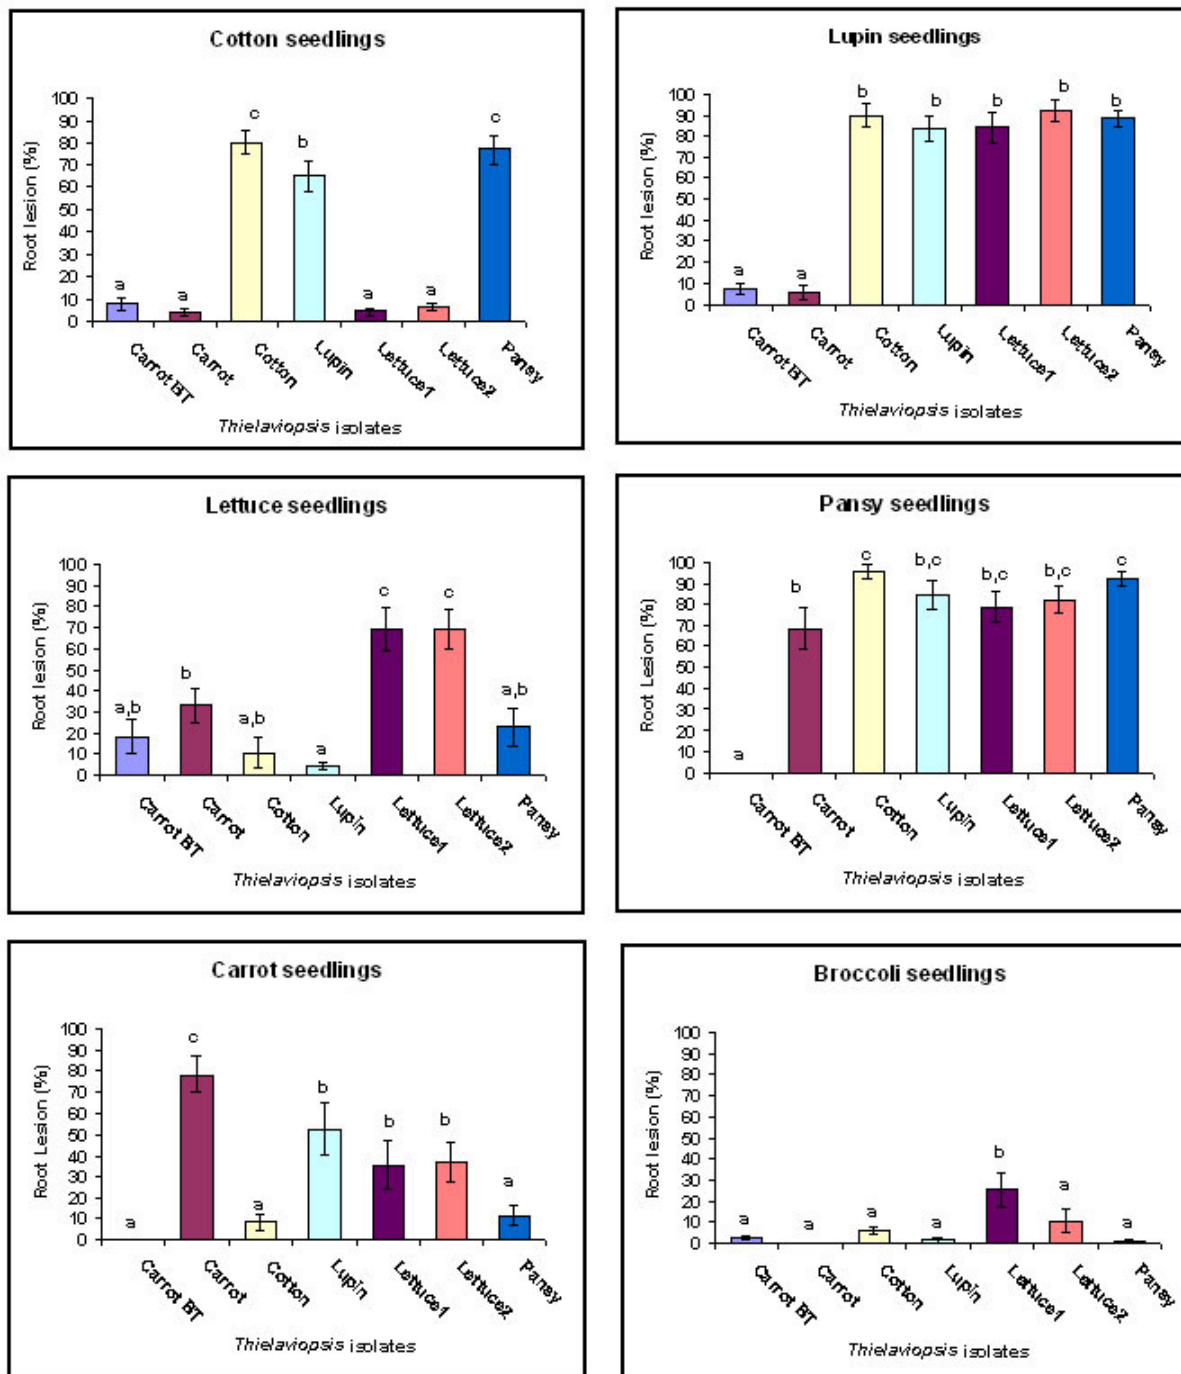 Cotton seedlings
Root lesion (%)
100
90
80
70
60
50
40
30
20
10
0
a
a
c
b
a
a
c
Carrot BT
Carrot
Cotton
Lupin
Lettuce1
Lettuce2
Pansy
Thielaviopsis isolates
Lupin seedlings
Root lesion (%)
100
90
80
70
60
50
40
30
20
10
0
a
a
b
b
b
b
b
Carrot BT
Carrot
Cotton
Lupin
Lettuce1
Lettuce2
Pansy
Thielaviopsis isolates
Lettuce seedlings
Root lesion (%)
100
90
80
70
60
50
40
30
20
10
0
a,b
b
a,b
a
c
c
a,b
Carrot BT
Carrot
Cotton
Lupin
Lettuce1
Lettuce2
Pansy
Thielaviopsis isolates
Pansy seedlings
Root Lesion (%)
100
90
80
70
60
50
40
30
20
10
0
a
b
c
b,c
b,c
b,c
c
Carrot BT
Carrot
Cotton
Lupin
Lettuce1
Lettuce2
Pansy
Thielaviopsis isolates
Carrot seedlings
Root Lesion (%)
100
90
80
70
60
50
40
30
20
10
0
a
c
a
b
b
b
a
Carrot BT
Carrot
Cotton
Lupin
Lettuce1
Lettuce2
Pansy
Thielaviopsis isolates
Broccoli seedlings
Root lesion (%)
100
90
80
70
60
50
40
30
20
10
0
a
a
a
a
b
a
a
Carrot BT
Carrot
Cotton
Lupin
Lettuce1
Lettuce2
Pansy
Thielaviopsis isolates